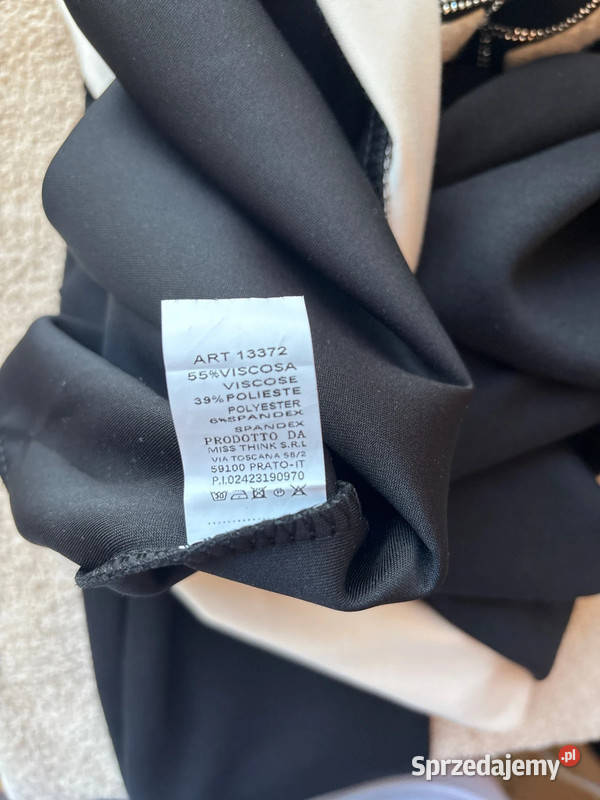 ART 13372
55%VISCOSA
VISCOSE
39%POLIESTE
POLYESTER
6%SPANDEX
SPANDEX
PRODOTTO DA
MISS THINK S.R.L
VIA TOSCANA 58/2
59100 PRATO-IT
P.I.02423190970
Sprzedajemy.pl